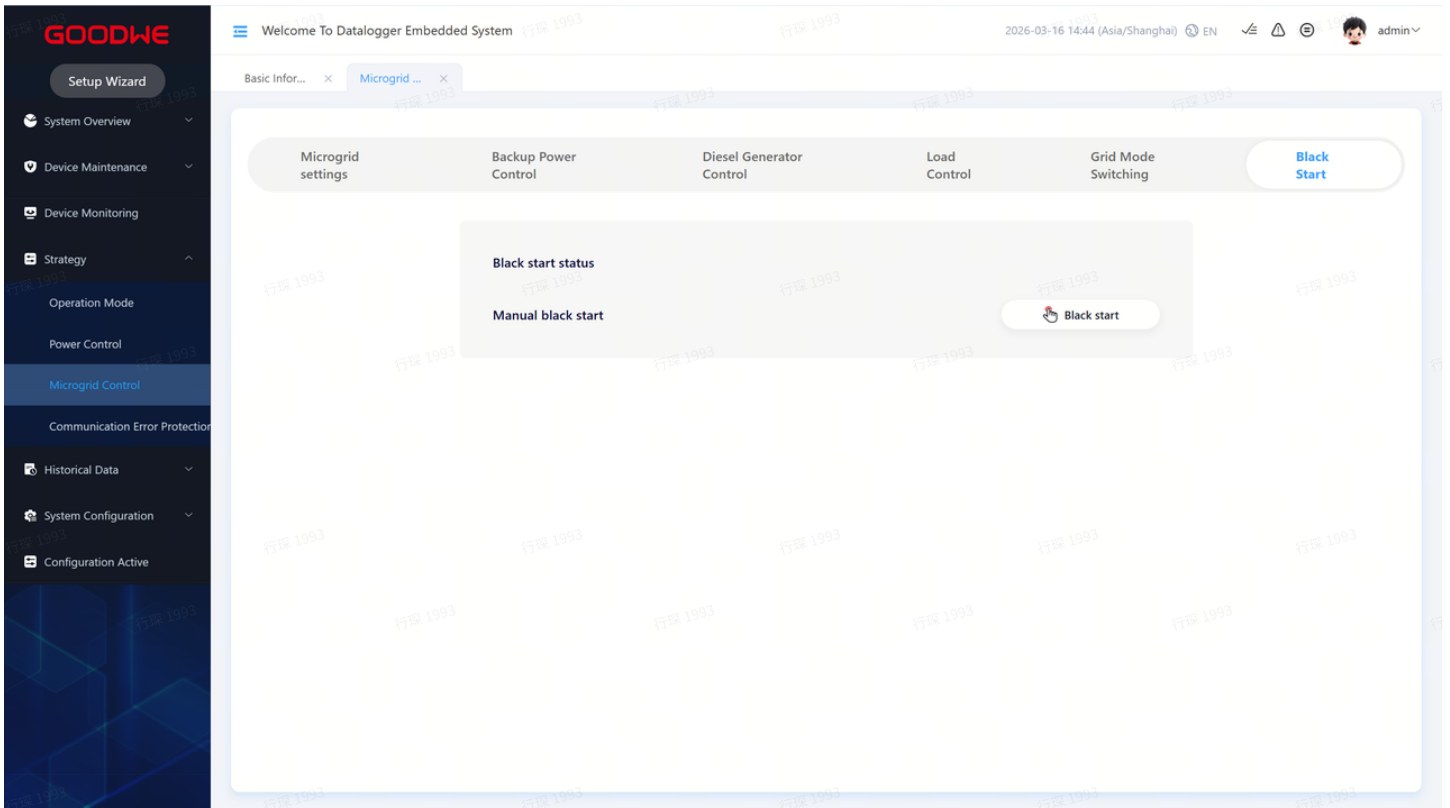 GOODWE
Welcome To Datalogger Embedded System
2026-03-16 14:44 (Asia/Shanghai) EN
admin
Setup Wizard
Basic Infor...
Microgrid ...
System Overview
Device Maintenance
Device Monitoring
Strategy
Operation Mode
Power Control
Microgrid Control
Communication Error Protection
Historical Data
System Configuration
Configuration Active
Microgrid
settings
Backup Power
Control
Diesel Generator
Control
Load
Control
Grid Mode
Switching
Black
Start
Black start status
Manual black start
Black start
行琛 1993